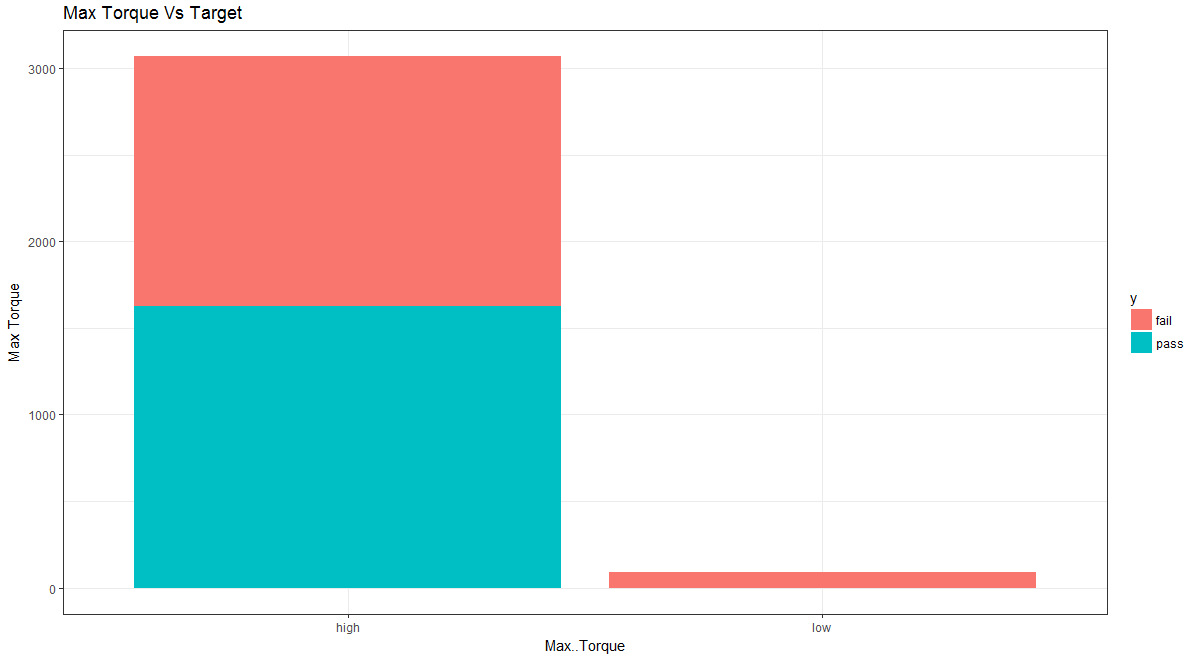 Max Torque Vs Target
3000
2000
1000
0
Max Torque
high
low
Max..Torque
y
fail
pass